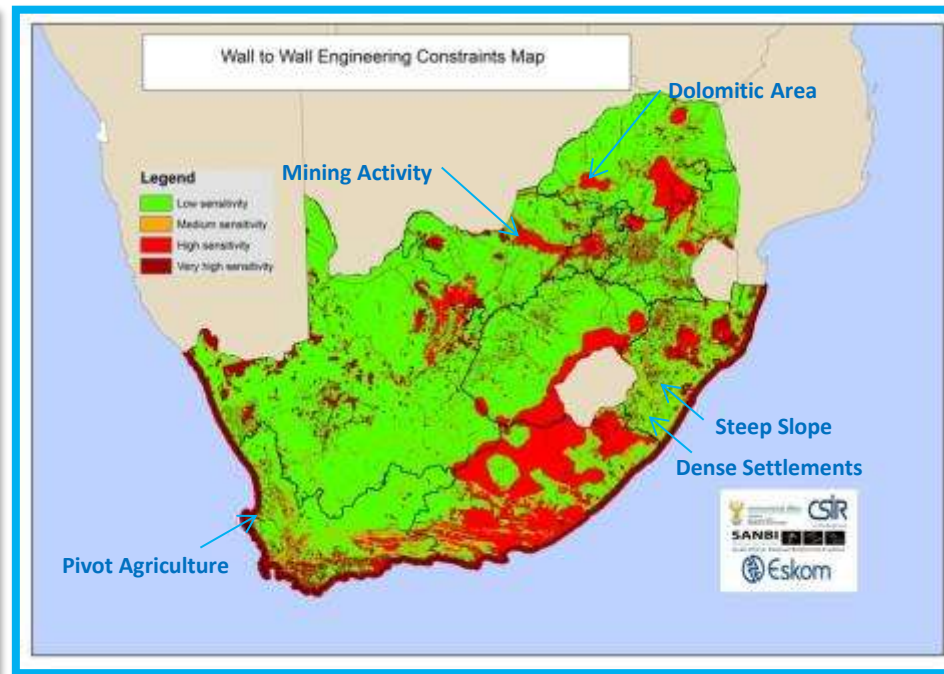 Wall to Wall Engineering Constraints Map
Dolomitic Area
Mining Activity
Legend
Low sensitivity
Medium sensitivity
High sensitivity
Very high sensitivity
Steep Slope
Dense Settlements
Pivot Agriculture
CSIR
SANBI
Eskom